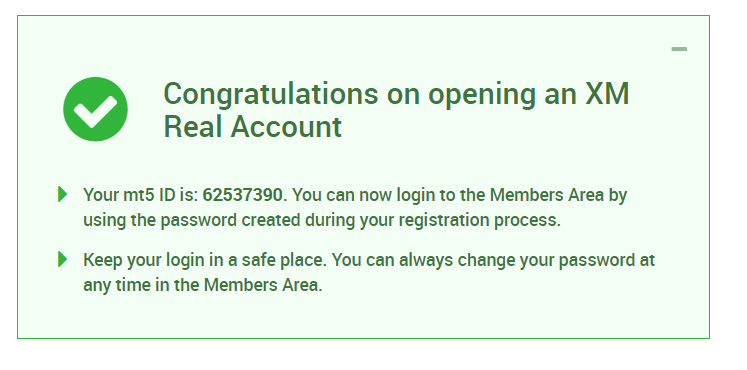 Congratulations on opening an XM
Real Account
Your mt5 ID is: 62537390. You can now login to the Members Area by
using the password created during your registration process.
Keep your login in a safe place. You can always change your password at
any time in the Members Area.